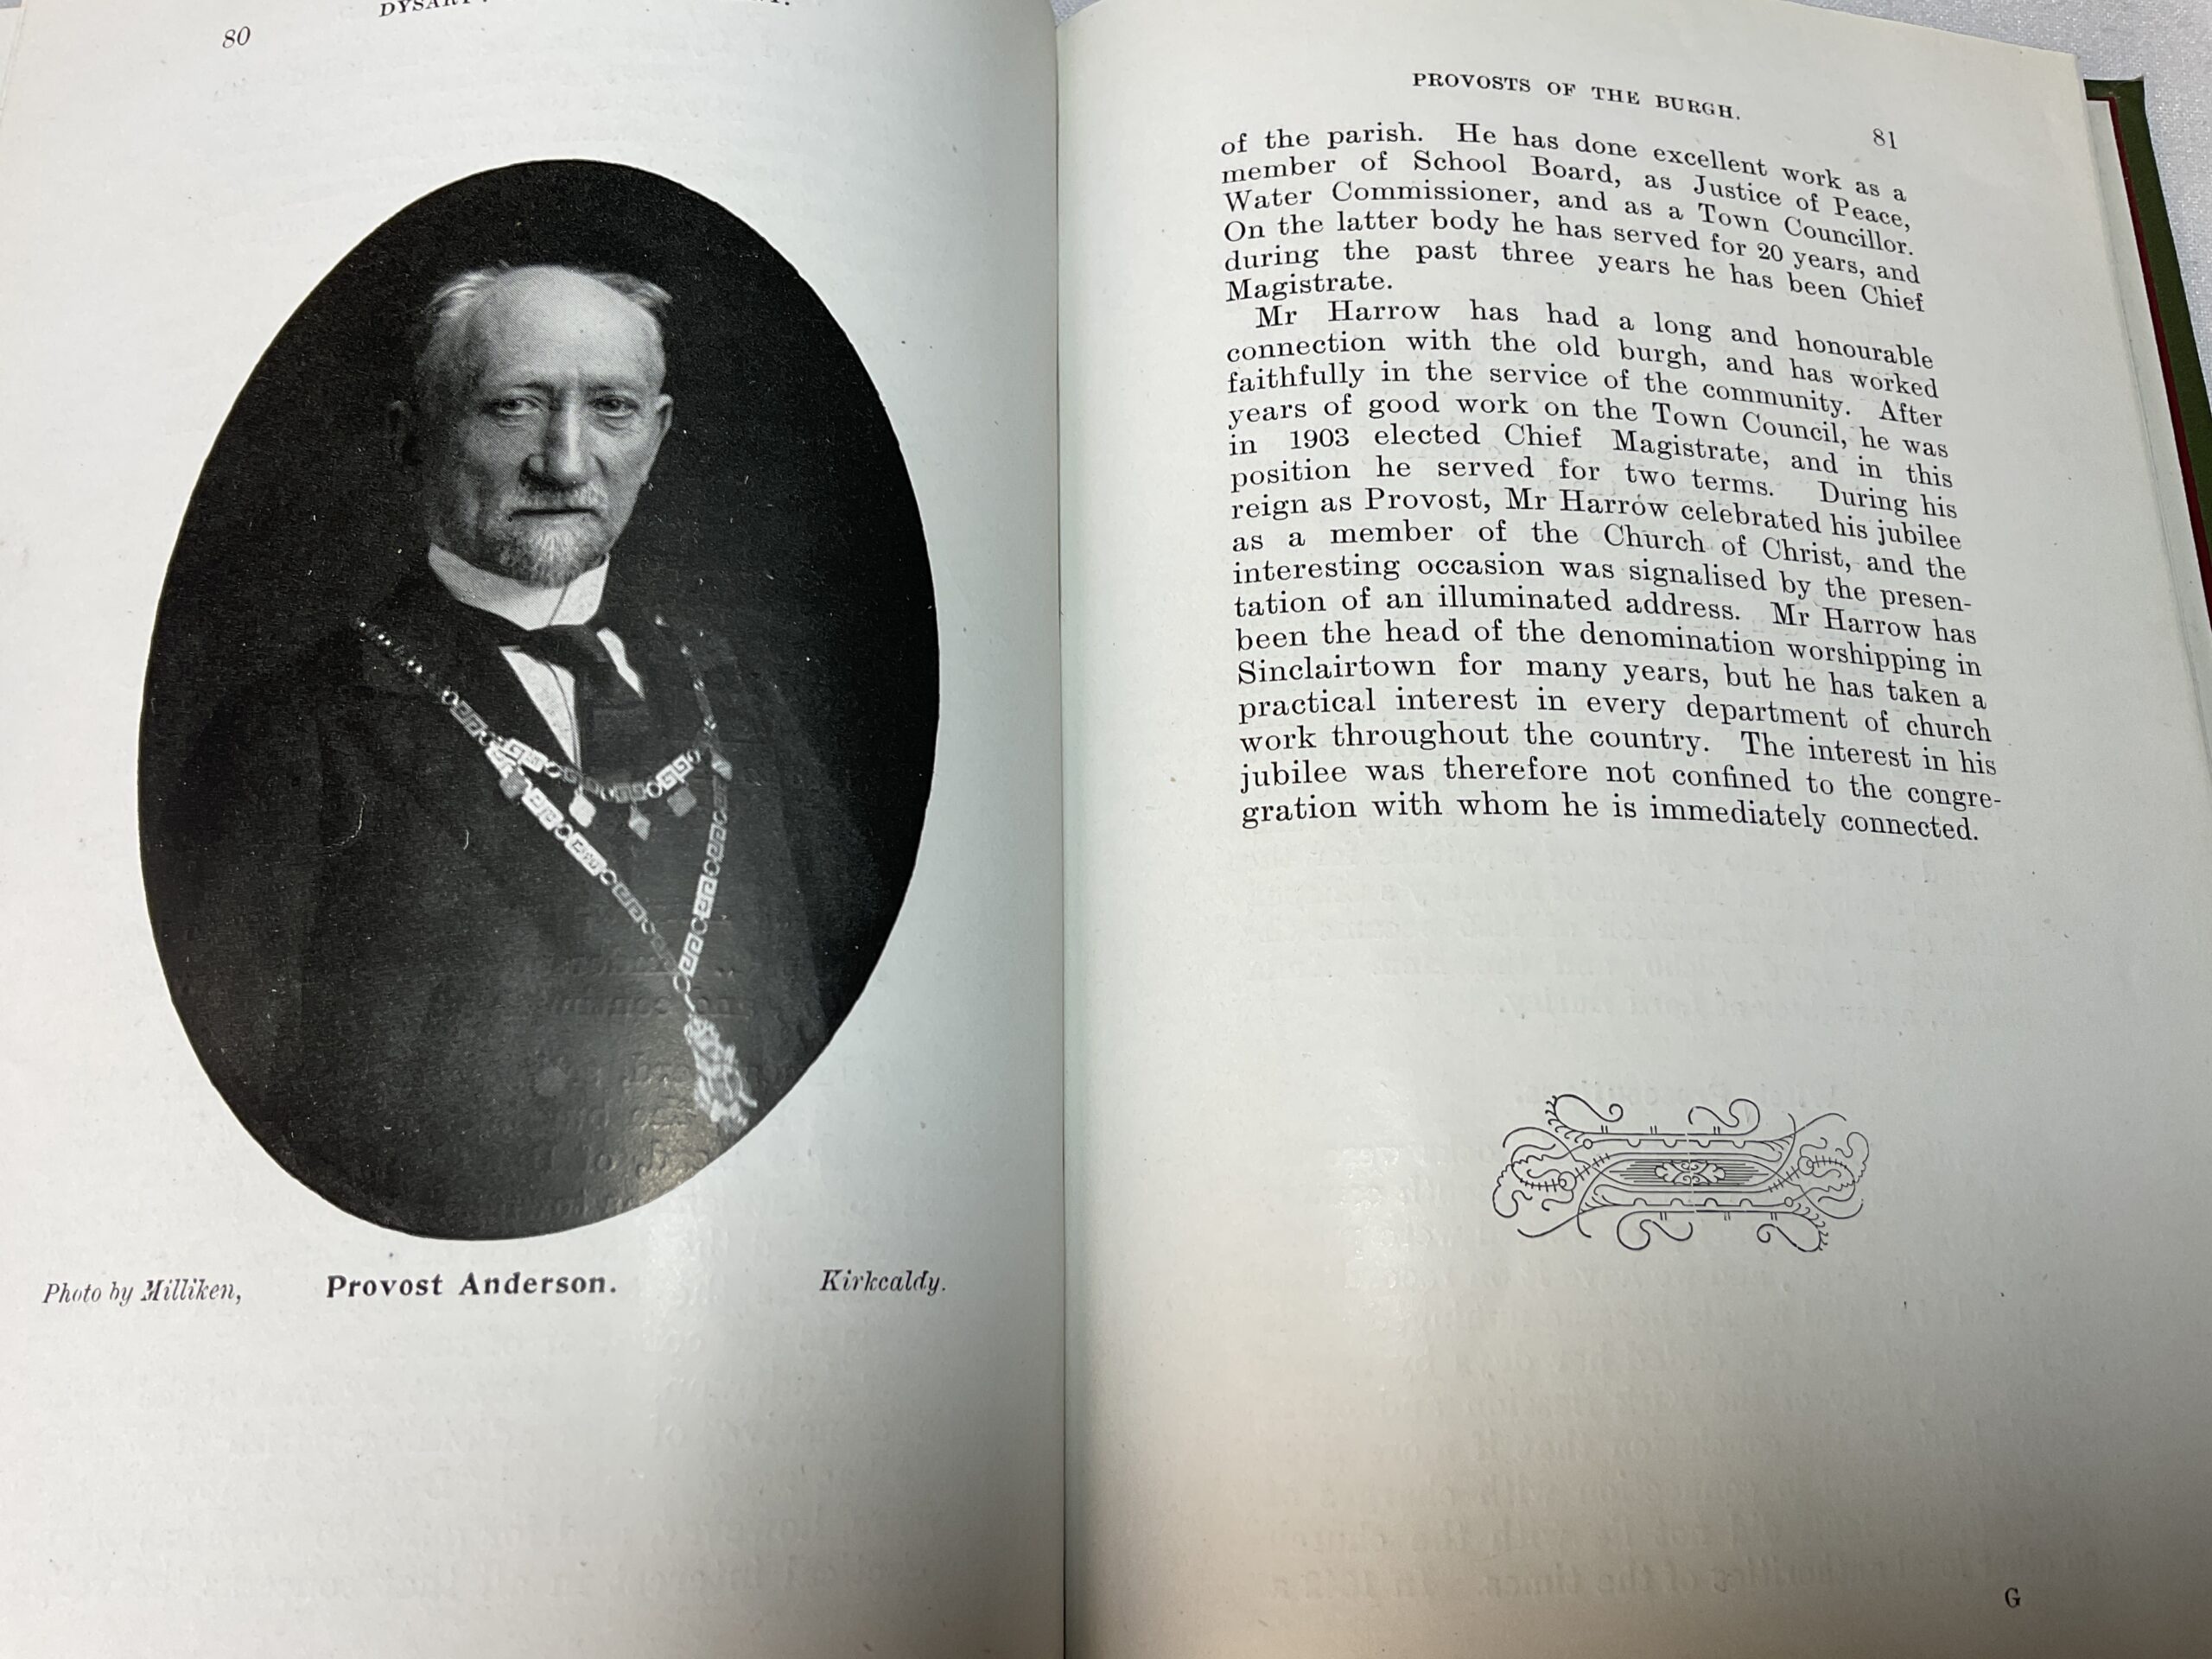 80
Photo by Milliken,
Provost Anderson.
Kirkcaldy.
PROVOSTS OF THE BURGH.
81
of the parish. He has done excellent work as a
member of School Board, as Justice of Peace,
Water Commissioner, and as a Town Councillor.
On the latter body he has served for 20 years, and
during the past three years he has been Chief
Magistrate.
Mr Harrow has had a long and honourable
connection with the old burgh, and has worked
faithfully in the service of the community. After
years of good work on the Town Council, he was
in 1903 elected Chief Magistrate, and in this
position he served for two terms. During his
reign as Provost, Mr Harrow celebrated his jubilee
as a member of the Church of Christ, and the
interesting occasion was signalised by the presen-
tation of an illuminated address. Mr Harrow has
been the head of the denomination worshipping in
Sinclairtown for many years, but he has taken a
practical interest in every department of church
work throughout the country. The interest in his
jubilee was therefore not confined to the congre-
gration with whom he is immediately connected.
G